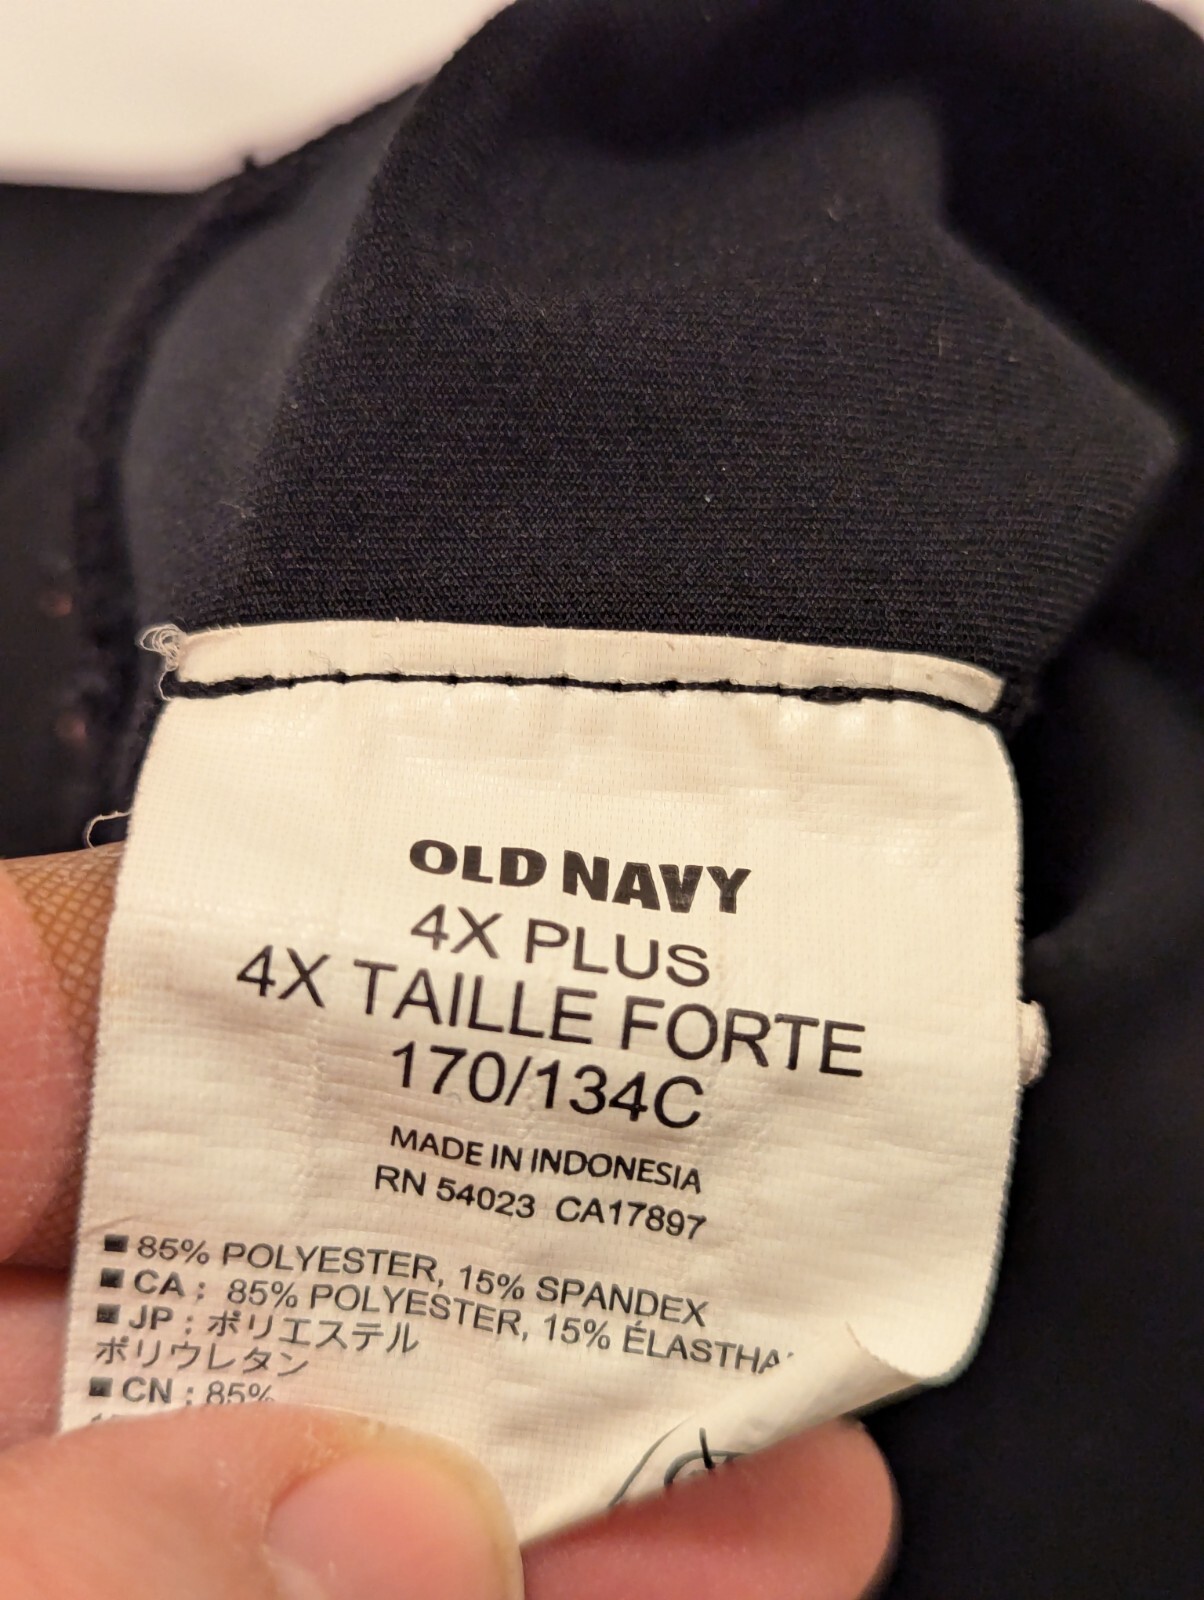 OLD NAVY
4X PLUS
4X TAILLE FORTE
170/134C
MADE IN INDONESIA
RN 54023 CA17897
■ 85% POLYESTER, 15% SPANDEX
■ CA : 85% POLYESTER, 15%
■ JP : ポリエステル
ポリウレタン
■ CN : 85%